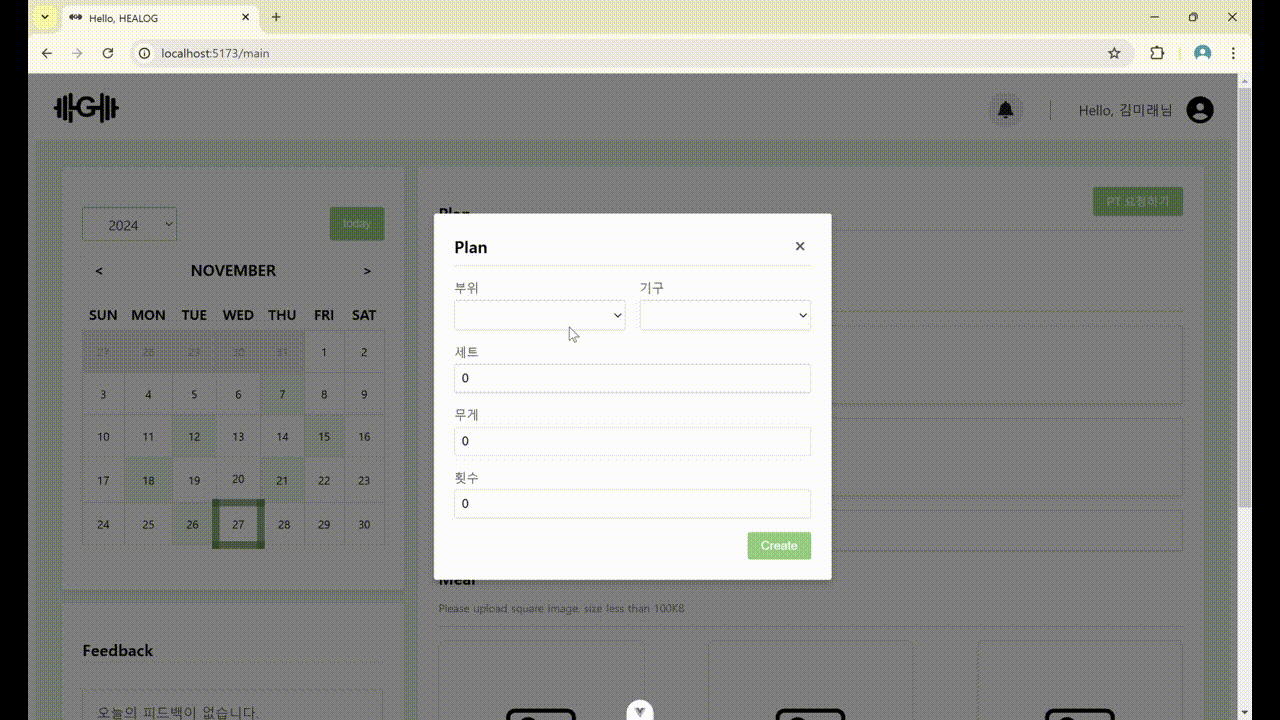 Hello, HEALOG
localhost:5173/main
G
Hello, 김미래님
2024
today
< NOVEMBER >
SUN MON TUE WED THU FRI SAT
27 28 29 30 31 1 2
3 4 5 6 7 8 9
10 11 12 13 14 15 16
17 18 19 20 21 22 23
24 25 26 27 28 29 30
Feedback
오늘의 피드백이 없습니다.
Plan
PT 요청하기
Plan
부위 기구
세트
0
무게
0
횟수
0
Create
Meal
Please upload square image, size less than 100KB